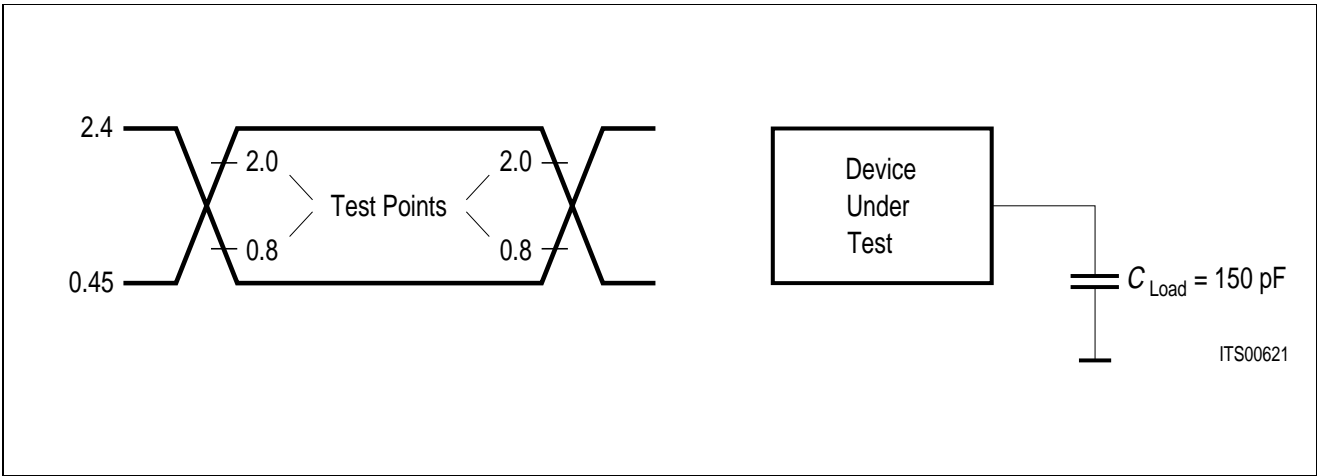 2.4
2.0
2.0
Test Points
0.8
0.8
0.45
Device
Under
Test
C Load = 150 pF
ITS00621